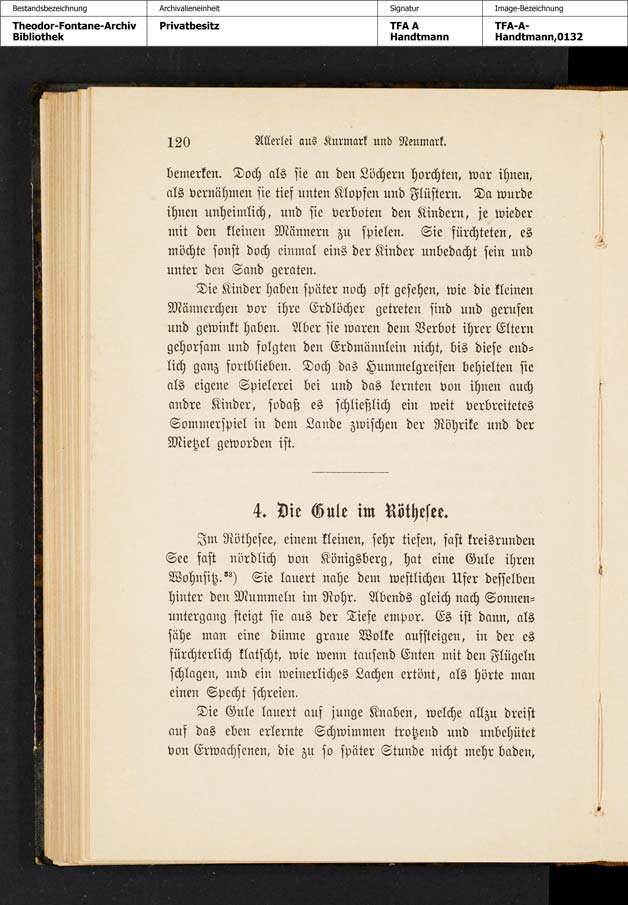 Bestandsbezeichnung
Theodor-Fontane-Archiv
Bibliothek
Archivalieneinheit
Privatbesitz
Signatur
TFA A
Handtmann
Image-Bezeichnung
TFA-A-
Handtmann,0132
120 Allerlei aus Kurmark und Neumark.
bemerken. Doch als sie an den Löchern horchten, war ihnen,
als vernähmen sie tief unten Klopfen und Flüstern. Da wurde
ihnen unheimlich, und sie verboten den Kindern, je wieder
mit den kleinen Männern zu spielen. Sie fürchteten, es
möchte sonst doch einmal eins der Kinder unbedacht sein und
unter den Sand geraten.
Die Kinder haben später noch oft gesehen, wie die kleinen
Männerchen vor ihre Erdlöcher getreten sind und gerufen
und gewinkt haben. Aber sie waren dem Verbot ihrer Eltern
gehorsam und folgten den Erdmännlein nicht, bis diese end-
lich ganz fortblieben. Doch das Hummelgreifen behielten sie
als eigene Spielerei bei und das lernten von ihnen auch
andre Kinder, sodaß es schließlich ein weit verbreitetes
Sommerspiel in dem Lande zwischen der Röhrike und der
Mietzel geworden ist.
4. Die Gule im Röthesee.
Im Röthesee, einem kleinen, sehr tiefen, fast kreisrunden
See fast nördlich von Königsberg, hat eine Gule ihren
Wohnsitz.³³) Sie lauert nahe dem westlichen Ufer desselben
hinter den Mummeln im Rohr. Abends gleich nach Sonnen-
untergang steigt sie aus der Tiefe empor. Es ist dann, als
sähe man eine dünne graue Wolke aufsteigen, in der es
fürchterlich klatscht, wie wenn tausend Enten mit den Flügeln
schlagen, und ein weinerliches Lachen ertönt, als hörte man
einen Specht schreien.
Die Gule lauert auf junge Knaben, welche allzu dreist
auf das eben erlernte Schwimmen trotzend und unbehütet
von Erwachsenen, die zu so später Stunde nicht mehr baden,